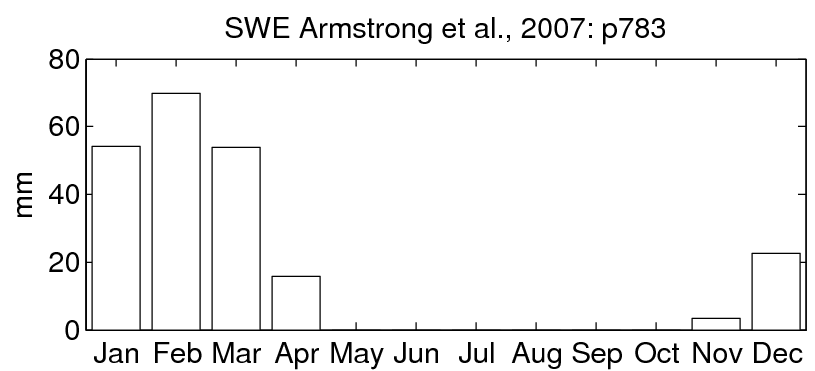 SWE Armstrong et al., 2007: p783
80
60
40
20
0
mm
Jan Feb Mar Apr May Jun Jul Aug Sep Oct Nov Dec